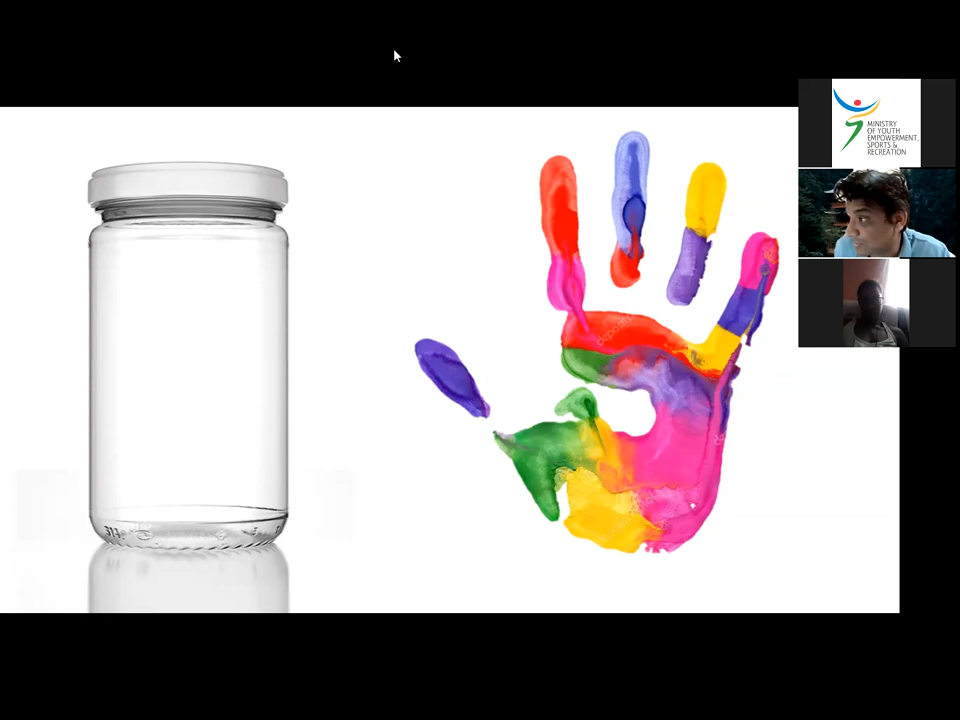 MINISTRY
OF YOUTH
EMPOWERMENT,
SPORTS &
RECREATION